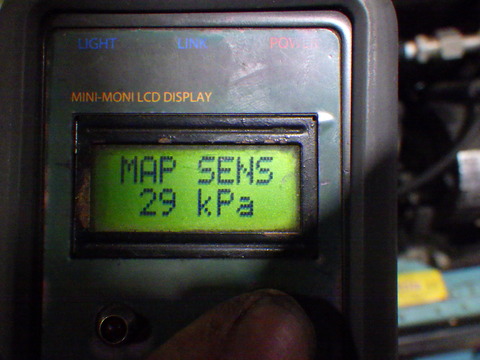 LIGHT LINK POWER
MINI-MONI LCD DISPLAY
MAP SENS
29 kPa